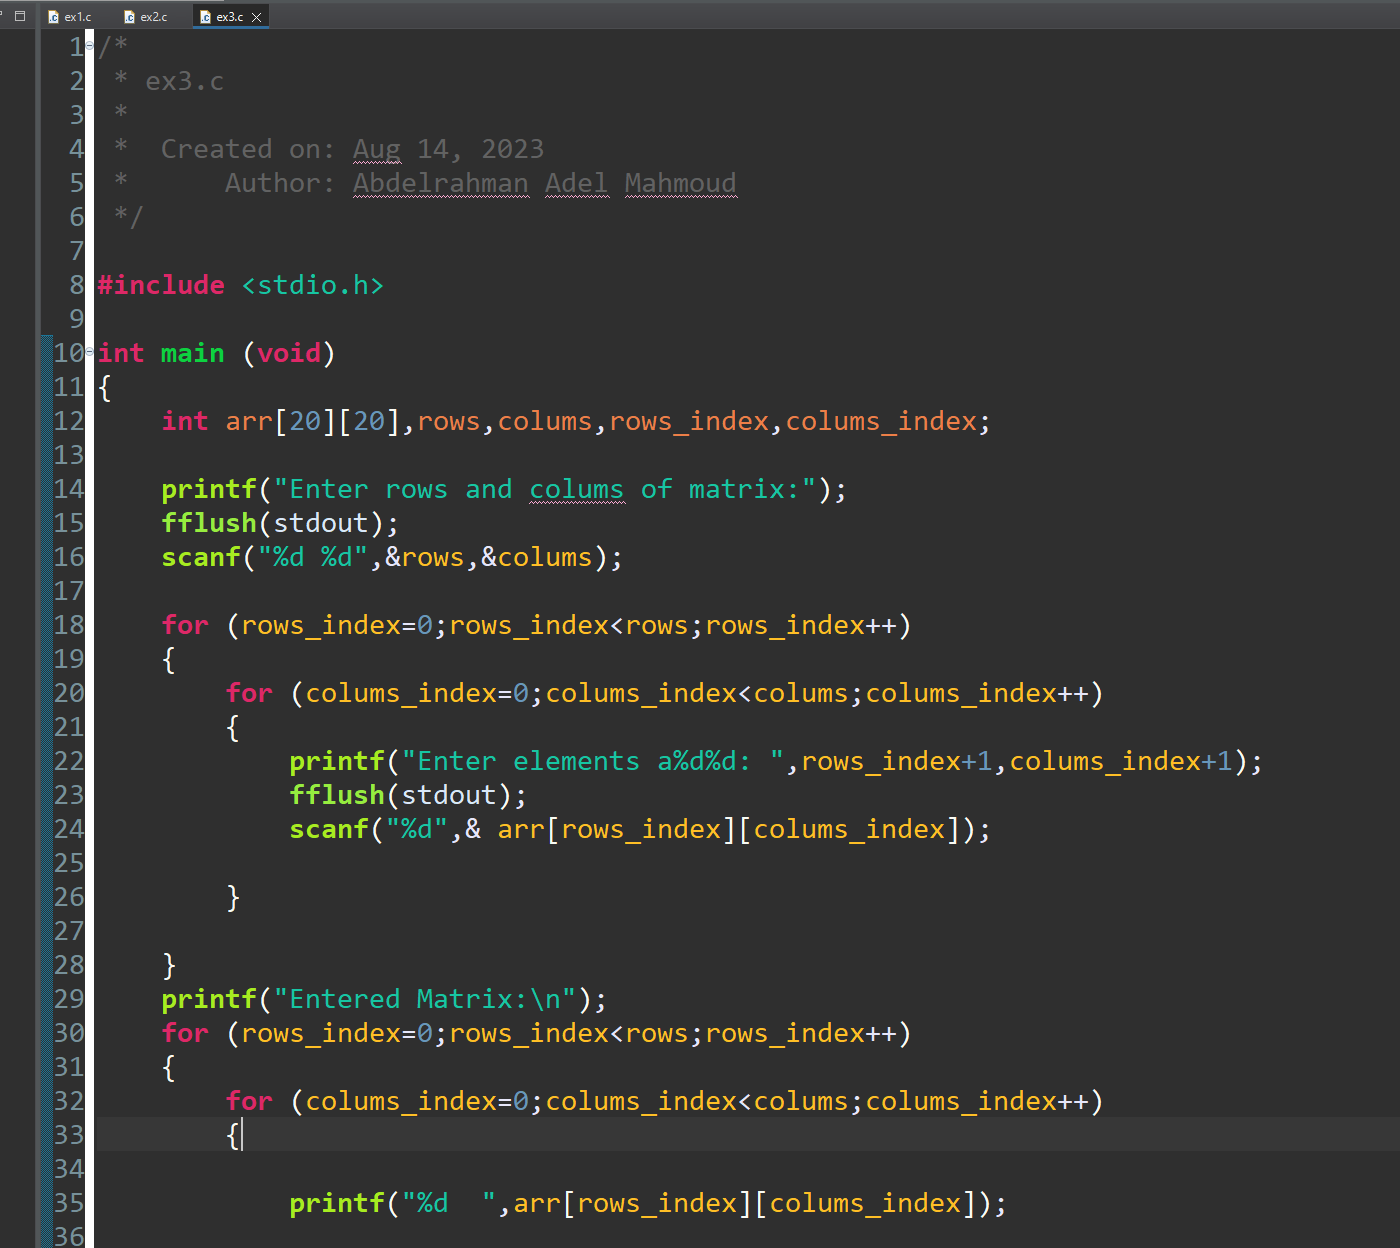 ex1.c ex2.c ex3.c
1 /*
2  * ex3.c
3  *
4  *  Created on: Aug 14, 2023
5  *      Author: Abdelrahman Adel Mahmoud
6  */
7
8 #include <stdio.h>
9
10 int main (void)
11 {
12     int arr[20][20],rows,colums,rows_index,colums_index;
13
14     printf("Enter rows and colums of matrix:");
15     fflush(stdout);
16     scanf("%d %d",&rows,&colums);
17
18     for (rows_index=0;rows_index<rows;rows_index++)
19     {
20         for (colums_index=0;colums_index<colums;colums_index++)
21         {
22             printf("Enter elements a%d%d: ",rows_index+1,colums_index+1);
23             fflush(stdout);
24             scanf("%d",& arr[rows_index][colums_index]);
25
26         }
27
28     }
29     printf("Entered Matrix:\n");
30     for (rows_index=0;rows_index<rows;rows_index++)
31     {
32         for (colums_index=0;colums_index<colums;colums_index++)
33         {
34
35             printf("%d  ",arr[rows_index][colums_index]);
36